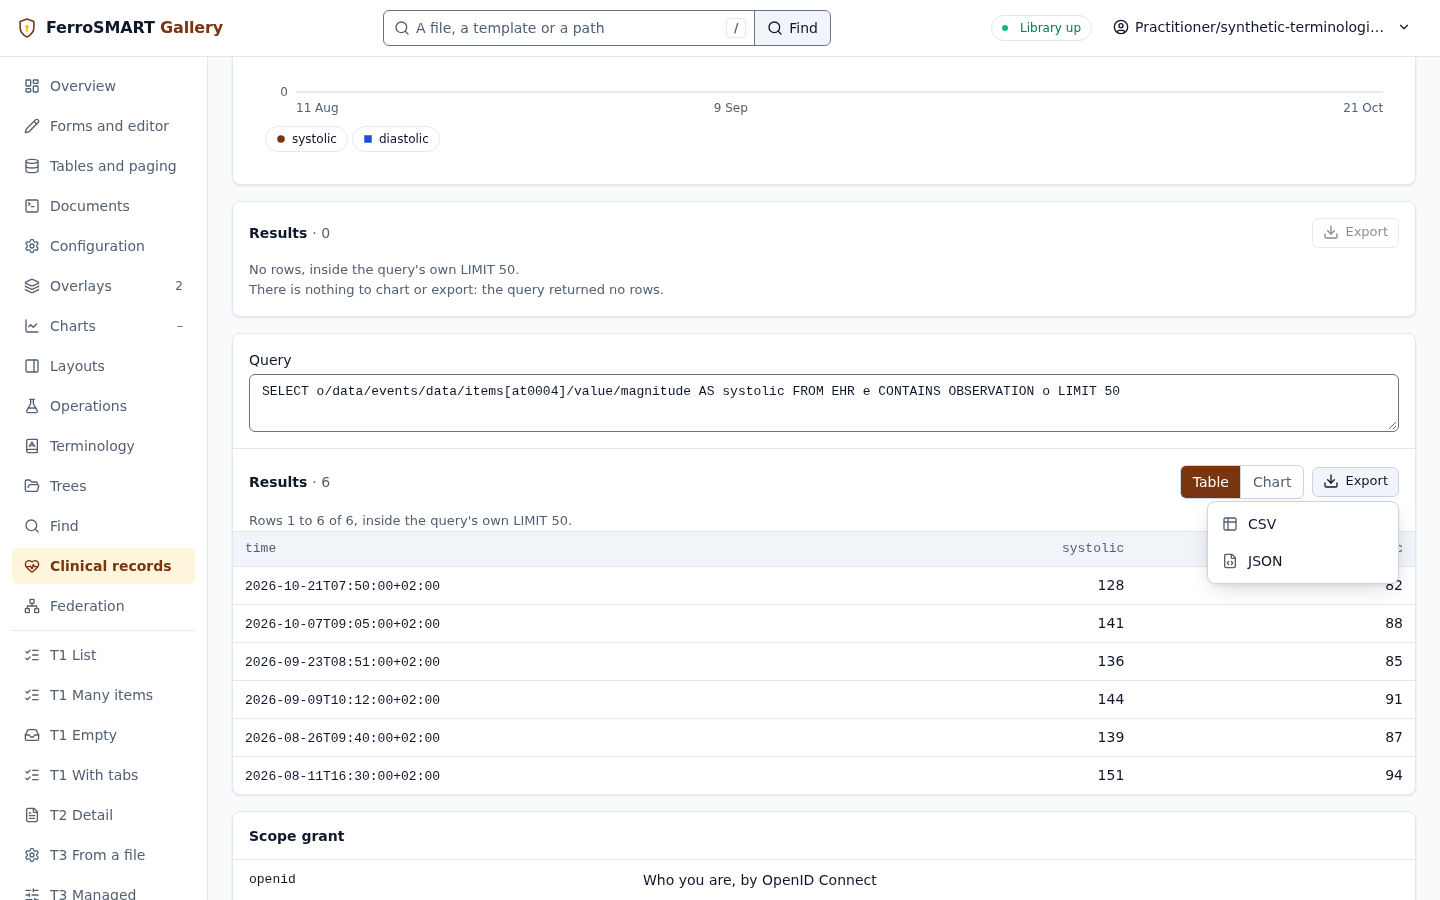 FerroSMART Gallery
A file, a template or a path
/
Find
Library up
Practitioner/synthetic-terminologi...
Overview
Forms and editor
Tables and paging
Documents
Configuration
Overlays 2
Charts –
Layouts
Operations
Terminology
Trees
Find
Clinical records
Federation
T1 List
T1 Many items
T1 Empty
T1 With tabs
T2 Detail
T3 From a file
T3 Managed
0
11 Aug 9 Sep 21 Oct
systolic diastolic
Results · 0
Export
No rows, inside the query's own LIMIT 50.
There is nothing to chart or export: the query returned no rows.
Query
SELECT o/data/events/data/items[at0004]/value/magnitude AS systolic FROM EHR e CONTAINS OBSERVATION o LIMIT 50
Results · 6
Table Chart Export
CSV
JSON
Rows 1 to 6 of 6, inside the query's own LIMIT 50.
time systolic c
2026-10-21T07:50:00+02:00 128 82
2026-10-07T09:05:00+02:00 141 88
2026-09-23T08:51:00+02:00 136 85
2026-09-09T10:12:00+02:00 144 91
2026-08-26T09:40:00+02:00 139 87
2026-08-11T16:30:00+02:00 151 94
Scope grant
openid Who you are, by OpenID Connect